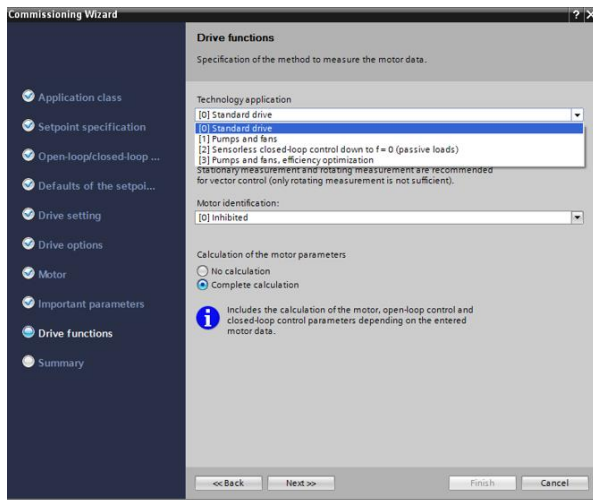 Commissioning Wizard
? X
Drive functions
Specification of the method to measure the motor data.
Application class
Setpoint specification
Open-loop/closed-loop ...
Defaults of the setpoi...
Drive setting
Drive options
Motor
Important parameters
Drive functions
Summary
Technology application
[0] Standard drive
[0] Standard drive
[1] Pumps and fans
[2] Sensorless closed-loop control down to f = 0 (passive loads)
[3] Pumps and fans, efficiency optimization
Stationary measurement and rotating measurement are recommended
for vector control (only rotating measurement is not sufficient).
Motor identification:
[0] Inhibited
Calculation of the motor parameters
No calculation
Complete calculation
Includes the calculation of the motor, open-loop control and
closed-loop control parameters depending on the entered
motor data.
<< Back
Next >>
Finish
Cancel